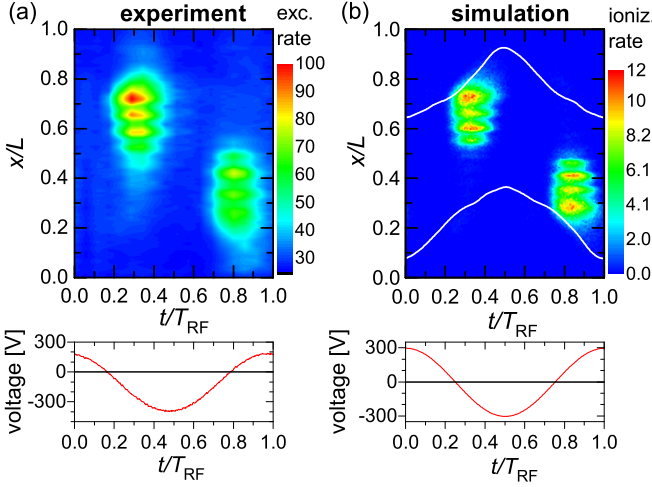 (a) experiment exc. rate
100
90
80
70
60
50
40
30
1.0
0.8
0.6
0.4
0.2
0.0
x/L
0.0 0.2 0.4 0.6 0.8 1.0
t/TRF
300
0
-300
voltage [V]
0.0 0.2 0.4 0.6 0.8 1.0
t/TRF
(b) simulation ioniz. rate
12
10
8.2
6.1
4.1
2.0
0.0
1.0
0.8
0.6
0.4
0.2
0.0
x/L
0.0 0.2 0.4 0.6 0.8 1.0
t/TRF
300
0
-300
voltage [V]
0.0 0.2 0.4 0.6 0.8 1.0
t/TRF